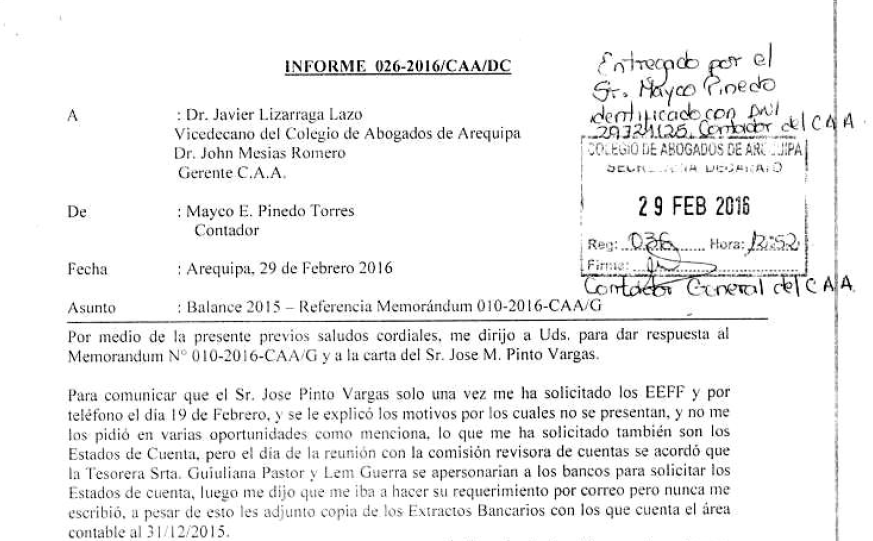 INFORME 026-2016/CAA/DC
Entregado por el
Sr. Mayco Pinedo
identificado con DNI
29324126, Contador del CAA
COLEGIO DE ABOGADOS DE
29 FEB 2016
Reg: 036 Hora: 12:52
Firma:
Contador General del CAA
A : Dr. Javier Lizarraga Lazo
Vicedecano del Colegio de Abogados de Arequipa
Dr. John Mesias Romero
Gerente C.A.A.
De : Mayco E. Pinedo Torres
Contador
Fecha : Arequipa, 29 de Febrero 2016
Asunto : Balance 2015 – Referencia Memorándum 010-2016-CAA/G
Por medio de la presente previos saludos cordiales, me dirijo a Uds. para dar respuesta al
Memorandum N° 010-2016-CAA/G y a la carta del Sr. Jose M. Pinto Vargas.
Para comunicar que el Sr. Jose Pinto Vargas solo una vez me ha solicitado los EEFF y por
teléfono el día 19 de Febrero, y se le explicó los motivos por los cuales no se presentan, y no me
los pidió en varias oportunidades como menciona, lo que me ha solicitado también son los
Estados de Cuenta, pero el día de la reunión con la comisión revisora de cuentas se acordó que
la Tesorera Srta. Guiuliana Pastor y Lem Guerra se apersonarian a los bancos para solicitar los
Estados de cuenta, luego me dijo que me iba a hacer su requerimiento por correo pero nunca me
escribió, a pesar de esto les adjunto copia de los Extractos Bancarios con los que cuenta el área
contable al 31/12/2015.